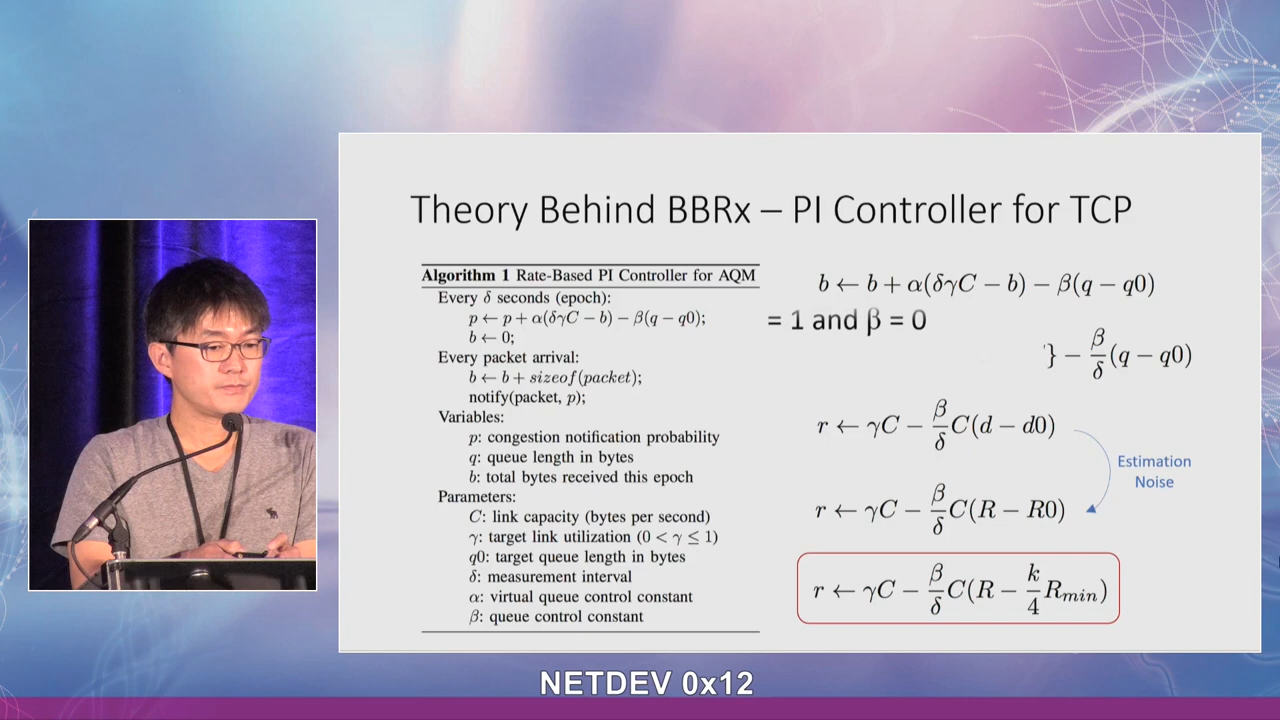 Theory Behind BBRx – PI Controller for TCP
Algorithm 1 Rate-Based PI Controller for AQM
Every δ seconds (epoch):
p ← p + α(δγC − b) − β(q − q0);
b ← 0;
Every packet arrival:
b ← b + sizeof(packet);
notify(packet, p);
Variables:
p: congestion notification probability
q: queue length in bytes
b: total bytes received this epoch
Parameters:
C: link capacity (bytes per second)
γ: target link utilization (0 < γ ≤ 1)
q0: target queue length in bytes
δ: measurement interval
α: virtual queue control constant
β: queue control constant
b ← b + α(δγC − b) − β(q − q0)
= 1 and β = 0
} − β/δ (q − q0)
r ← γC − β/δ C(d − d0)
Estimation
Noise
r ← γC − β/δ C(R − R0)
r ← γC − β/δ C(R − k/4 Rmin)
NETDEV 0x12